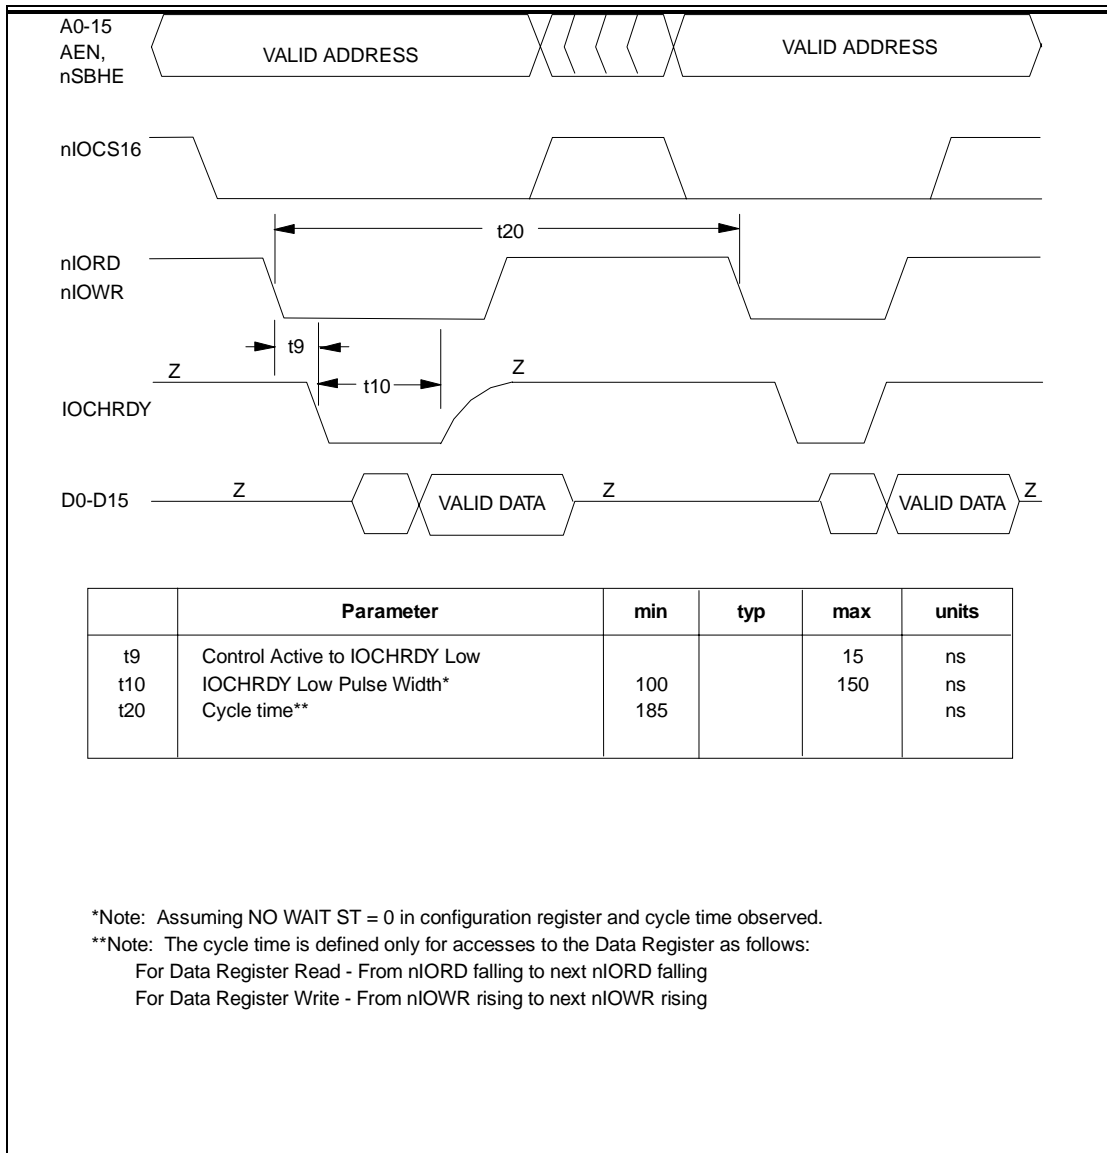 A0-15
AEN,
nSBHE
VALID ADDRESS
VALID ADDRESS
nIOCS16
t20
nIORD
nIOWR
t9
Z
Z
t10
IOCHRDY
D0-D15
Z
VALID DATA
Z
VALID DATA
Z
Parameter min typ max units
t9 Control Active to IOCHRDY Low 15 ns
t10 IOCHRDY Low Pulse Width* 100 150 ns
t20 Cycle time** 185 ns
*Note: Assuming NO WAIT ST = 0 in configuration register and cycle time observed.
**Note: The cycle time is defined only for accesses to the Data Register as follows:
For Data Register Read - From nIORD falling to next nIORD falling
For Data Register Write - From nIOWR rising to next nIOWR rising